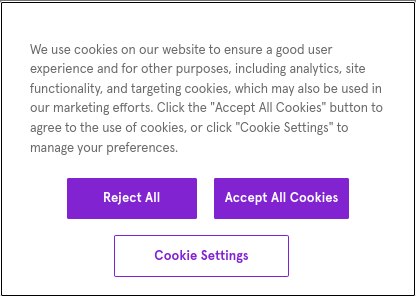 We use cookies on our website to ensure a good user
experience and for other purposes, including analytics, site
functionality, and targeting cookies, which may also be used in
our marketing efforts. Click the "Accept All Cookies" button to
agree to the use of cookies, or click "Cookie Settings" to
manage your preferences.
Reject All
Accept All Cookies
Cookie Settings